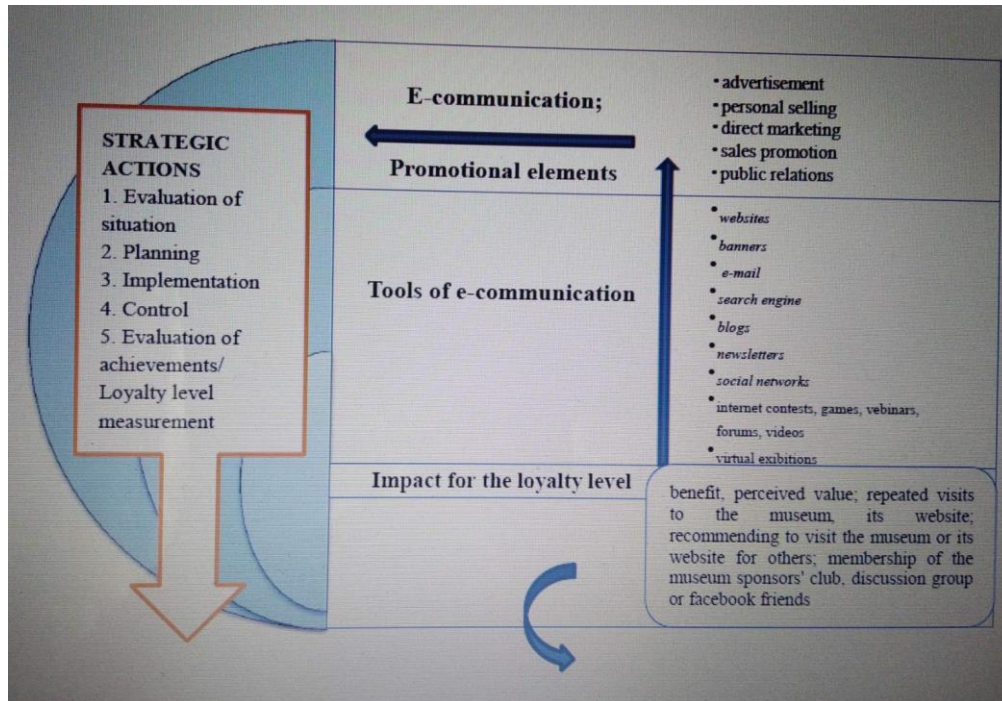 STRATEGIC
ACTIONS
1. Evaluation of
situation
2. Planning
3. Implementation
4. Control
5. Evaluation of
achievements/
Loyalty level
measurement
E-communication;
Promotional elements
• advertisement
• personal selling
• direct marketing
• sales promotion
• public relations
Tools of e-communication
• websites
• banners
• e-mail
• search engine
• blogs
• newsletters
• social networks
• internet contests, games, vebinars,
forums, videos
• virtual exibitions
Impact for the loyalty level
benefit, perceived value; repeated visits
to the museum, its website;
recommending to visit the museum or its
website for others; membership of the
museum sponsors' club, discussion group
or facebook friends